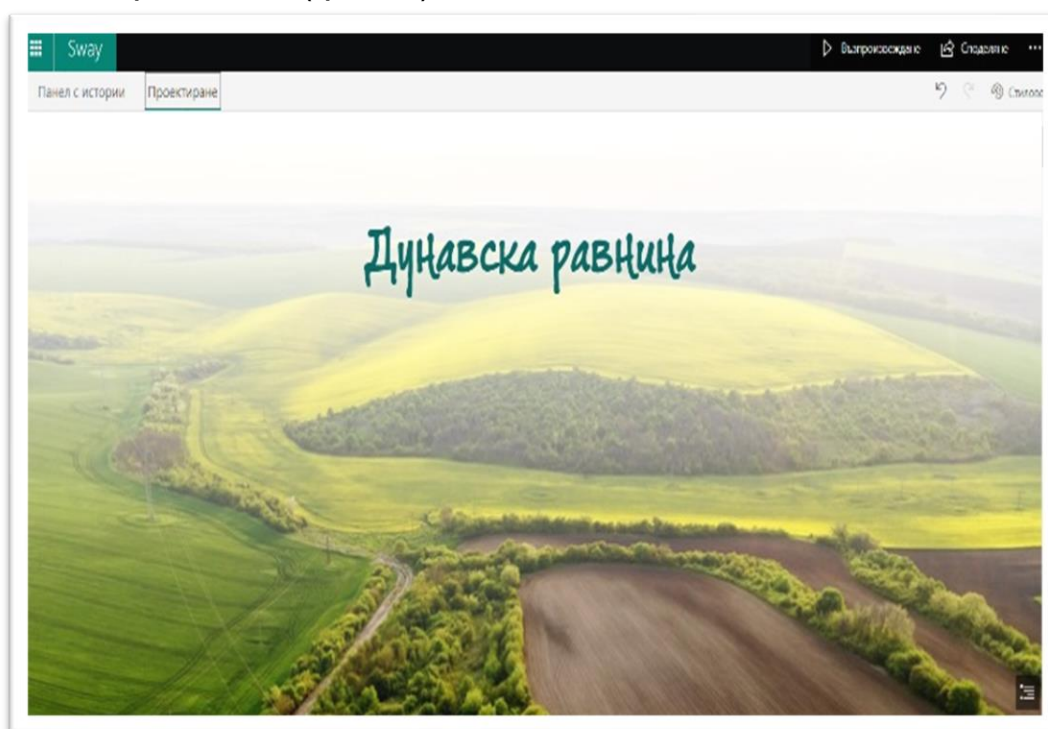 Sway
Възпроизвеждане Споделяне ...
Панел с истории Проектиране
Дунавска равнина